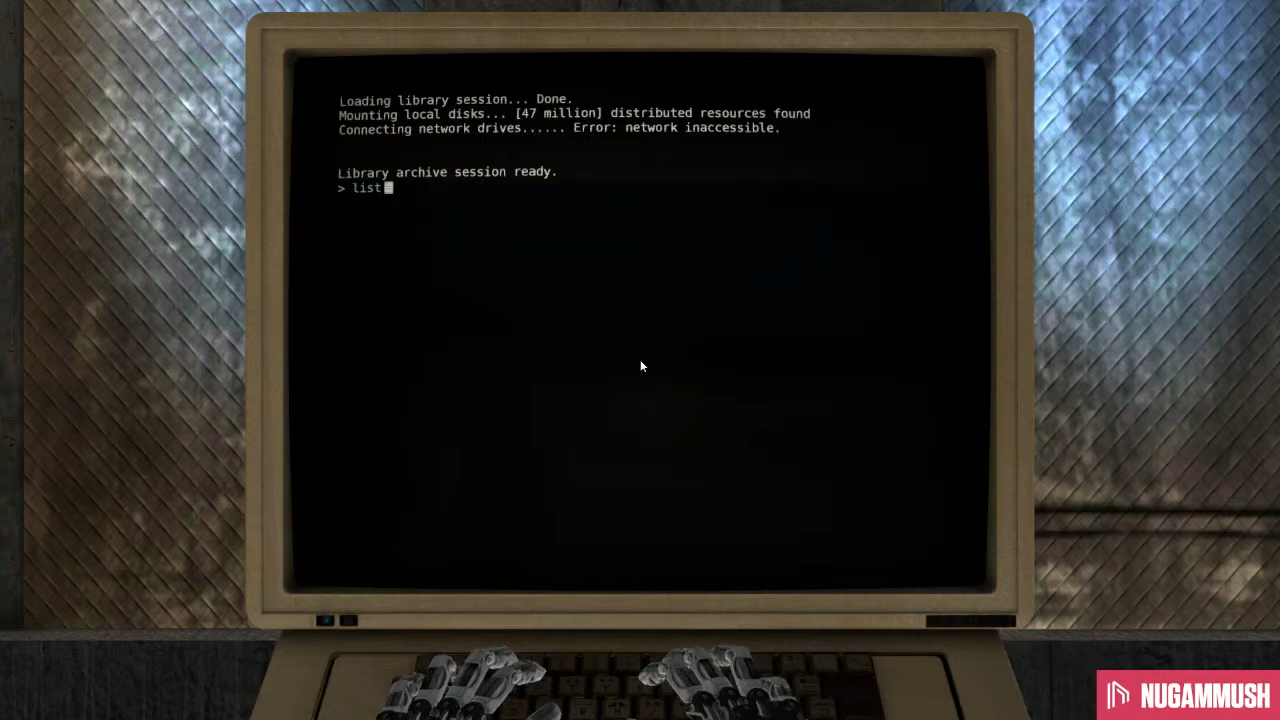 Loading library session... Done.
Mounting local disks... [47 million] distributed resources found
Connecting network drives...... Error: network inaccessible.
Library archive session ready.
> list
NUGAMMUSH